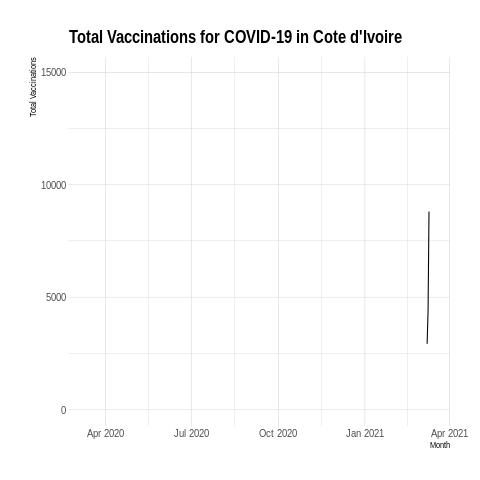 Total Vaccinations for COVID-19 in Cote d'Ivoire
Total Vaccinations
15000
10000
5000
0
Apr 2020 Jul 2020 Oct 2020 Jan 2021 Apr 2021
Month